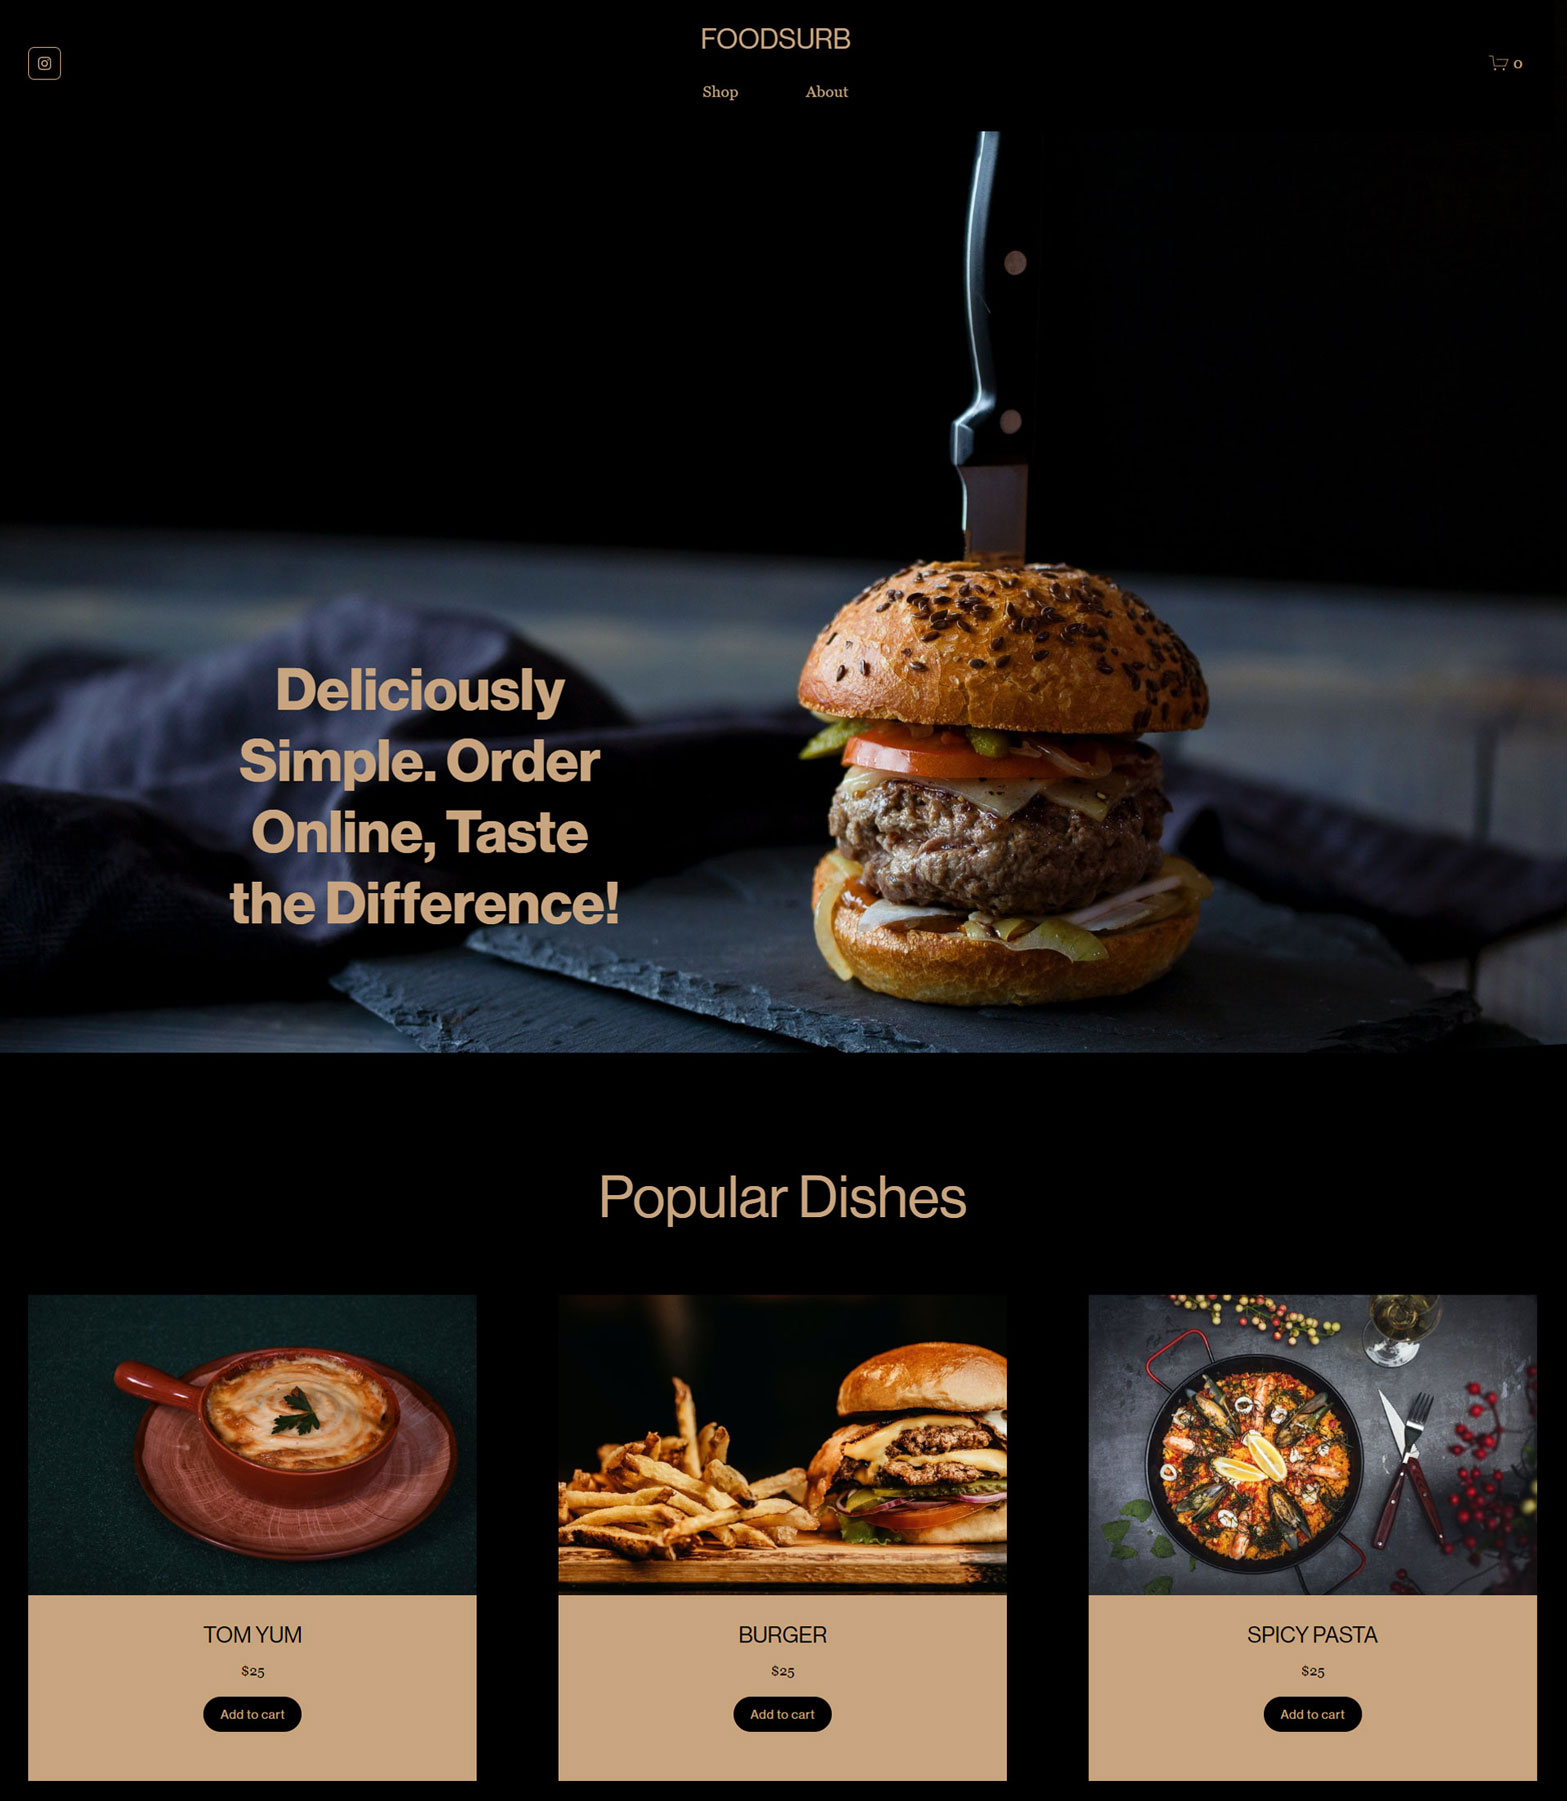 FOODSURB
0
Shop About
Deliciously
Simple. Order
Online, Taste
the Difference!
Popular Dishes
TOM YUM
$25
Add to cart
BURGER
$25
Add to cart
SPICY PASTA
$25
Add to cart